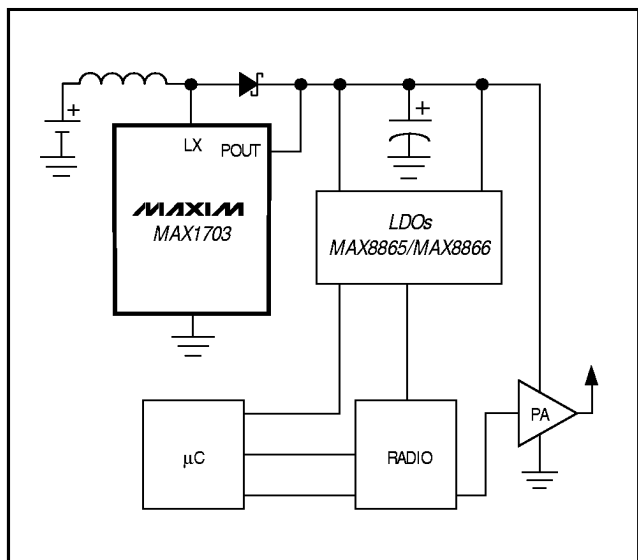 +
+
LX
POUT
MAXIM
MAX1703
LDOs
MAX8865/MAX8866
PA
μC
RADIO